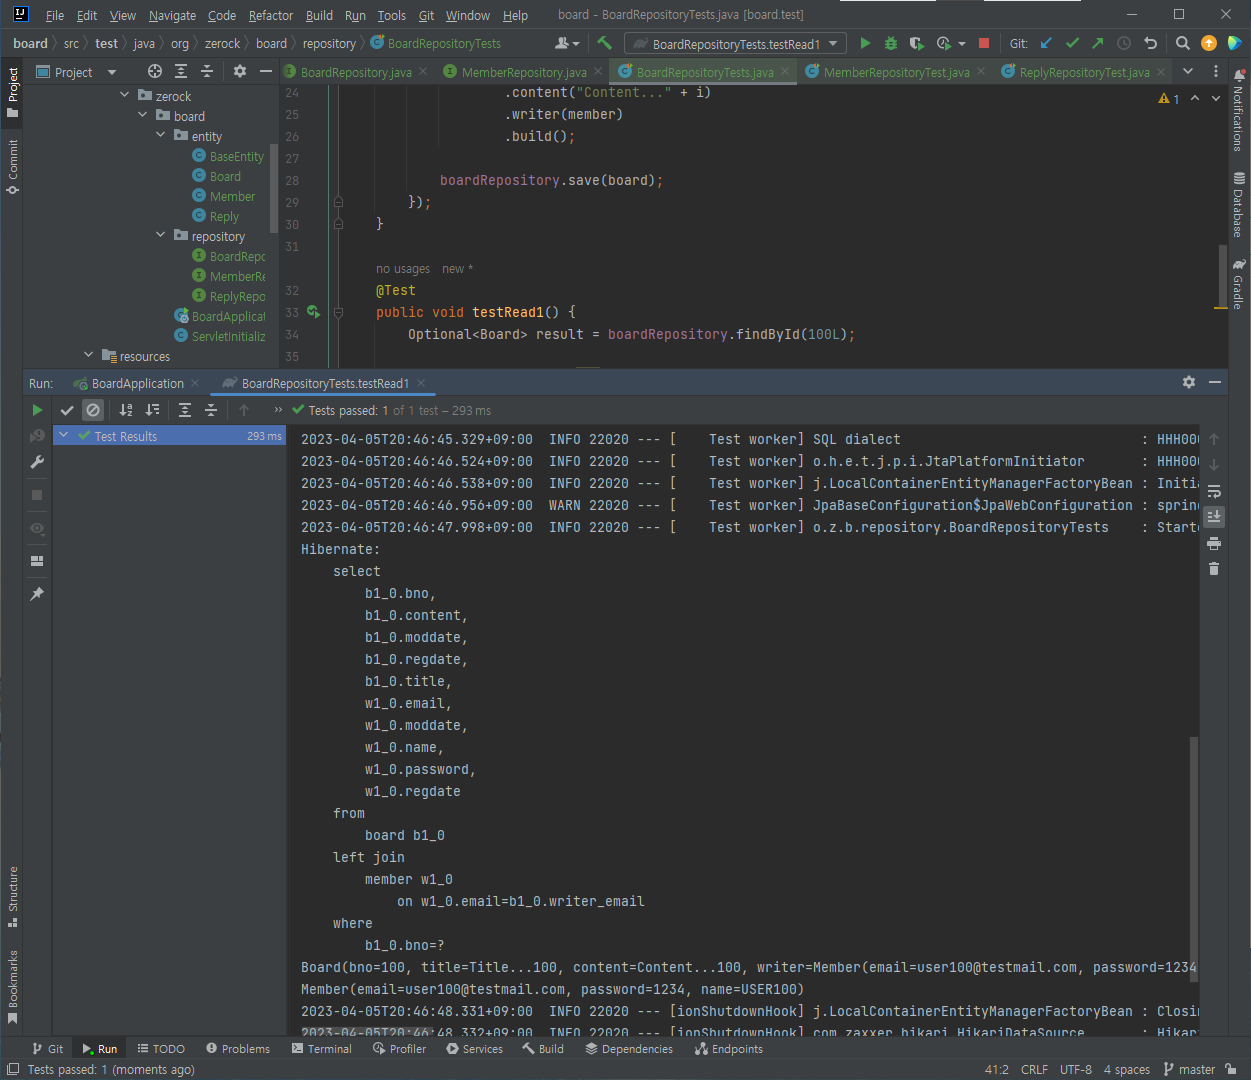 File Edit View Navigate Code Refactor Build Run Tools Git Window Help board - BoardRepositoryTests.java [board.test]
board src test java org zerock board repository BoardRepositoryTests BoardRepositoryTests.testRead1 Git:
Project BoardRepository.java MemberRepository.java BoardRepositoryTests.java MemberRepositoryTest.java ReplyRepositoryTest.java
Project
Commit
Structure
Bookmarks
zerock
board
entity
BaseEntity
Board
Member
Reply
repository
BoardRepo
MemberRe
ReplyRepo
BoardApplicat
ServletInitializ
resources
24 .content("Content..." + i)
25 .writer(member)
26 .build();
27
28 boardRepository.save(board);
29 });
30 }
31
no usages new *
32 @Test
33 public void testRead1() {
34 Optional<Board> result = boardRepository.findById(100L);
35
1
Notifications
Database
Gradle
Run: BoardApplication BoardRepositoryTests.testRead1
Tests passed: 1 of 1 test – 293 ms
Test Results 293 ms
2023-04-05T20:46:45.329+09:00 INFO 22020 --- [ Test worker] SQL dialect : HHH000
2023-04-05T20:46:46.524+09:00 INFO 22020 --- [ Test worker] o.h.e.t.j.p.i.JtaPlatformInitiator : HHH000
2023-04-05T20:46:46.538+09:00 INFO 22020 --- [ Test worker] j.LocalContainerEntityManagerFactoryBean : Initia
2023-04-05T20:46:46.956+09:00 WARN 22020 --- [ Test worker] JpaBaseConfiguration$JpaWebConfiguration : spring
2023-04-05T20:46:47.998+09:00 INFO 22020 --- [ Test worker] o.z.b.repository.BoardRepositoryTests : Starte
Hibernate:
select
b1_0.bno,
b1_0.content,
b1_0.moddate,
b1_0.regdate,
b1_0.title,
w1_0.email,
w1_0.moddate,
w1_0.name,
w1_0.password,
w1_0.regdate
from
board b1_0
left join
member w1_0
on w1_0.email=b1_0.writer_email
where
b1_0.bno=?
Board(bno=100, title=Title...100, content=Content...100, writer=Member(email=user100@testmail.com, password=1234
Member(email=user100@testmail.com, password=1234, name=USER100)
2023-04-05T20:46:48.331+09:00 INFO 22020 --- [ionShutdownHook] j.LocalContainerEntityManagerFactoryBean : Closin
2023-04-05T20:46:48.332+09:00 INFO 22020 --- [ionShutdownHook] com.zaxxer.hikari.HikariDataSource : Hikar
Git Run TODO Problems Terminal Profiler Services Build Dependencies Endpoints
Tests passed: 1 (moments ago) 41:2 CRLF UTF-8 4 spaces master